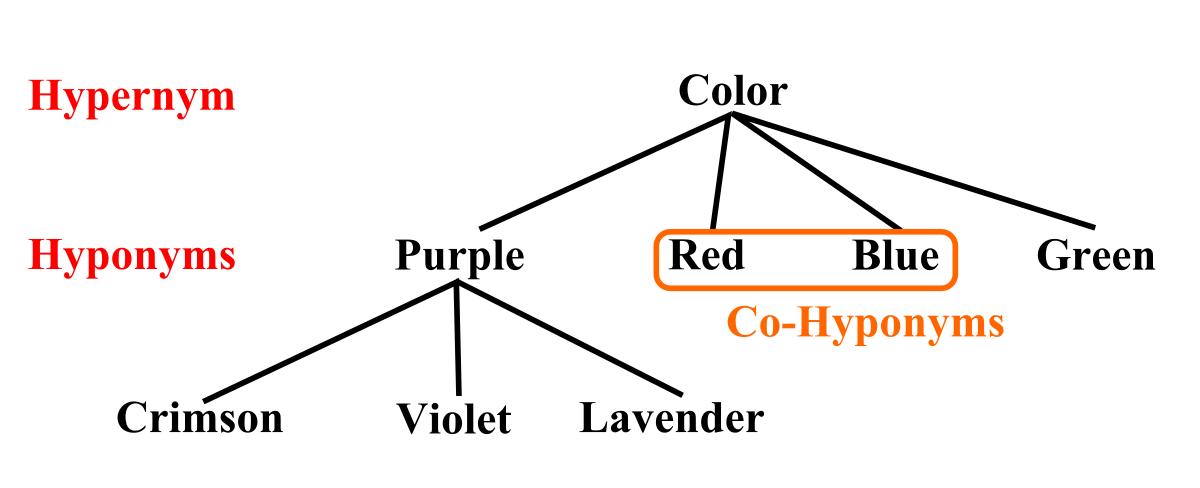 Hypernym
Color
Hyponyms
Purple
Red
Blue
Green
Co-Hyponyms
Crimson
Violet
Lavender